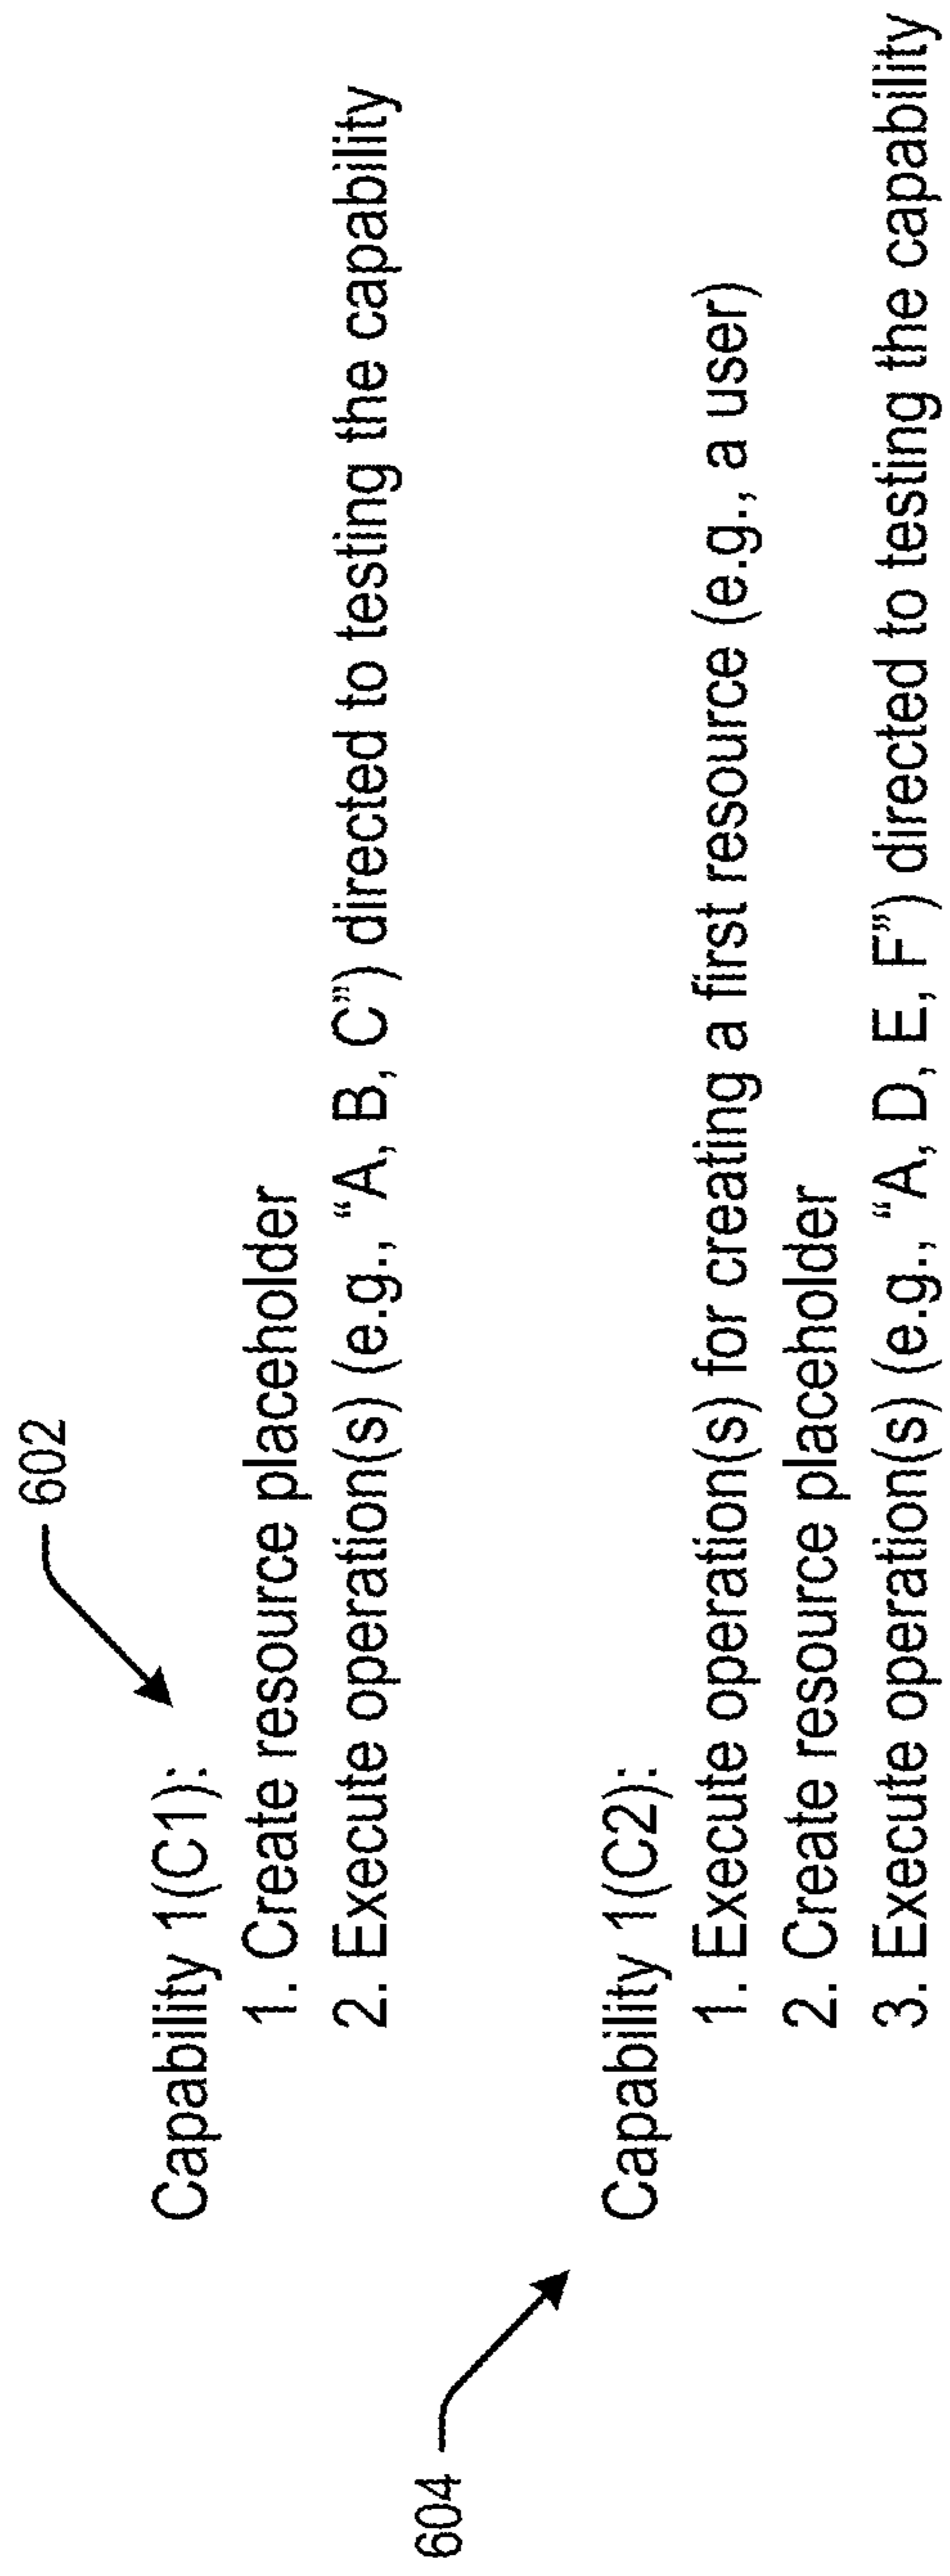 602
Capability 1(C1):
1. Create resource placeholder
2. Execute operation(s) (e.g., “A, B, C”) directed to testing the capability
604
Capability 1(C2):
1. Execute operation(s) for creating a first resource (e.g., a user)
2. Create resource placeholder
3. Execute operation(s) (e.g., “A, D, E, F”) directed to testing the capability